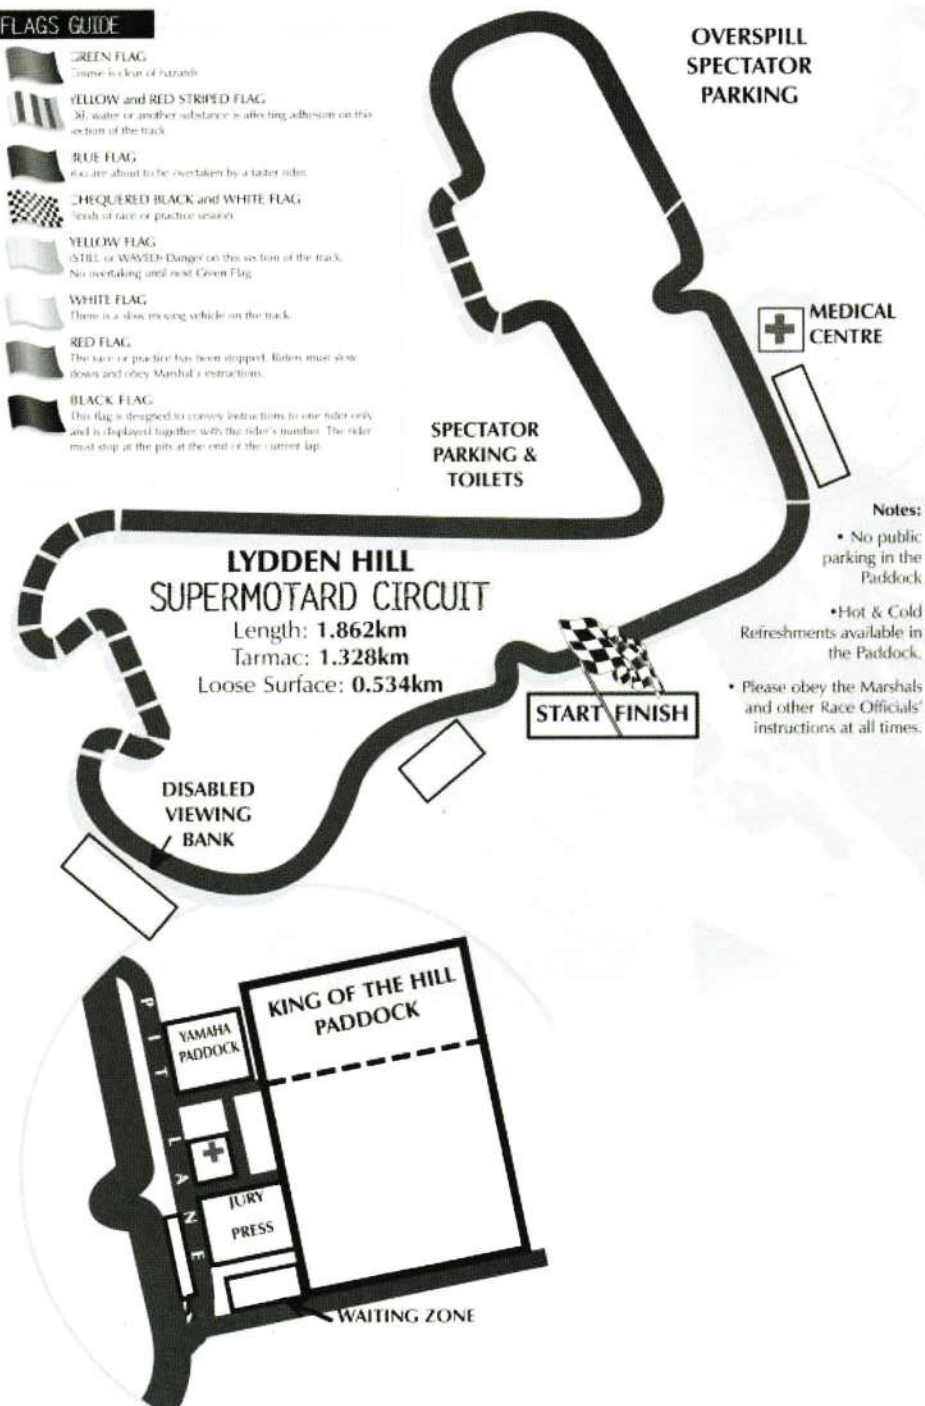 FLAGS GUIDE
GREEN FLAG
Course is clear of hazards
YELLOW and RED STRIPED FLAG
Oil, water or another substance is affecting adhesion on this
section of the track
BLUE FLAG
You are about to be overtaken by a faster rider.
CHEQUERED BLACK and WHITE FLAG
Finish of race or practice session
YELLOW FLAG
(STILL or WAVED) Danger on this section of the track.
No overtaking until next Green Flag
WHITE FLAG
There is a slow moving vehicle on the track
RED FLAG
The race or practice has been stopped. Riders must slow
down and obey Marshal's instructions.
BLACK FLAG
This flag is designed to convey instructions to one rider only
and is displayed together with the rider's number. The rider
must stop at the pits at the end of the current lap.
OVERSPILL
SPECTATOR
PARKING
MEDICAL
CENTRE
SPECTATOR
PARKING &
TOILETS
Notes:
• No public
parking in the
Paddock
•Hot & Cold
Refreshments available in
the Paddock.
• Please obey the Marshals
and other Race Officials'
instructions at all times.
LYDDEN HILL
SUPERMOTARD CIRCUIT
Length: 1.862km
Tarmac: 1.328km
Loose Surface: 0.534km
START FINISH
DISABLED
VIEWING
BANK
KING OF THE HILL
PADDOCK
PIT LANE
YAMAHA
PADDOCK
JURY
PRESS
WAITING ZONE